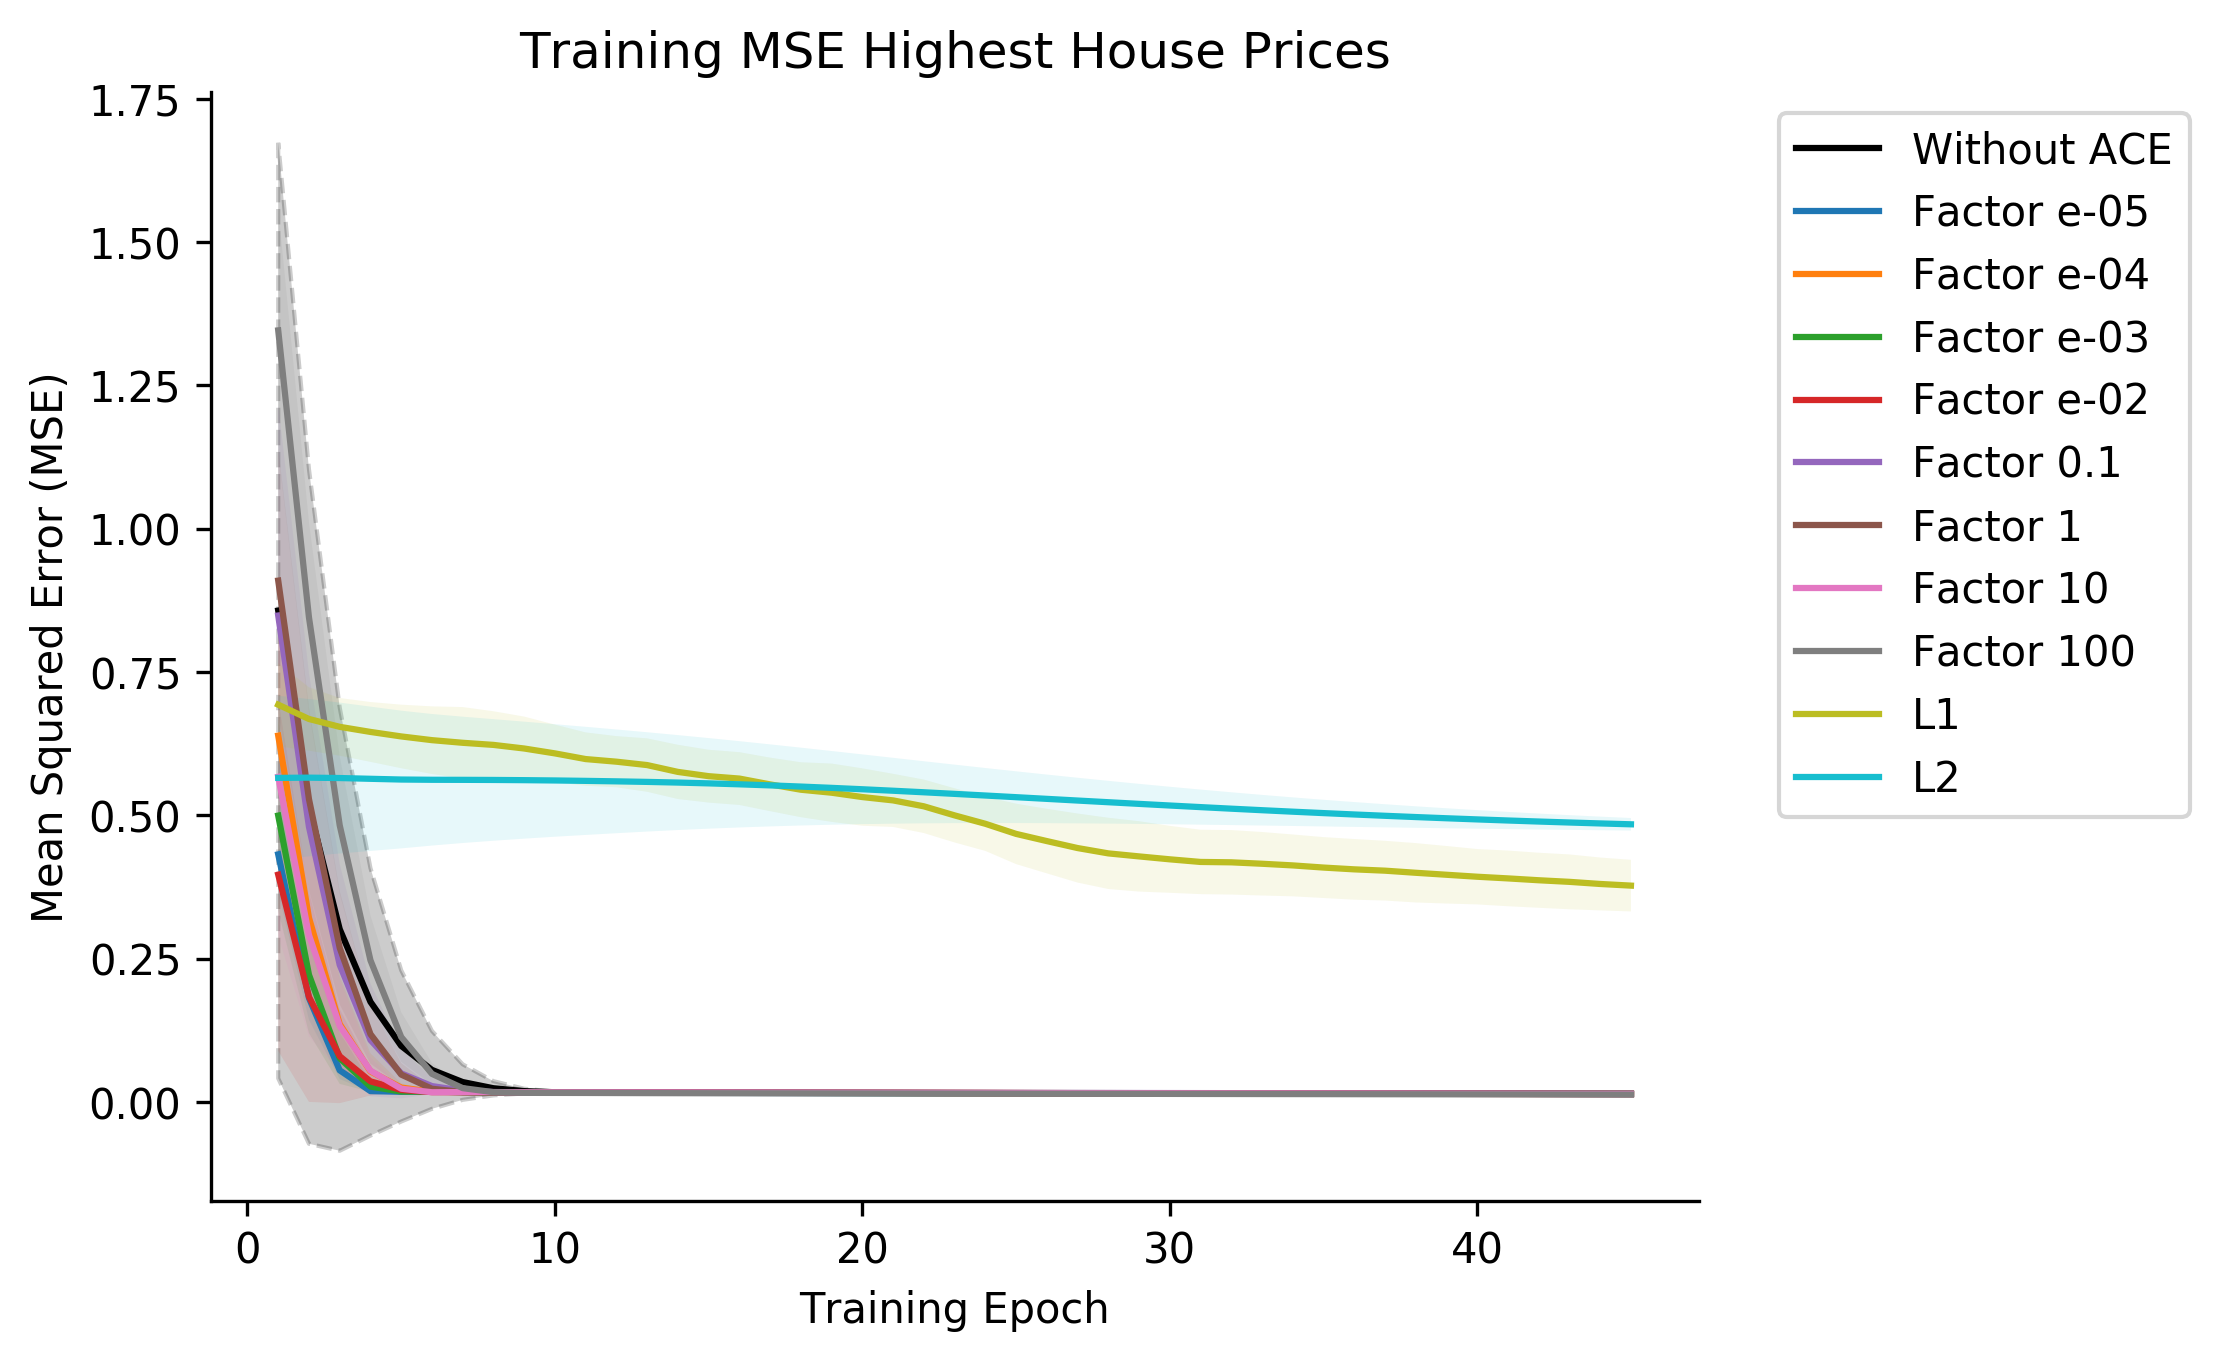 Training MSE Highest House Prices
Mean Squared Error (MSE)
1.75
1.50
1.25
1.00
0.75
0.50
0.25
0.00
0 10 20 30 40
Training Epoch
Without ACE
Factor e-05
Factor e-04
Factor e-03
Factor e-02
Factor 0.1
Factor 1
Factor 10
Factor 100
L1
L2